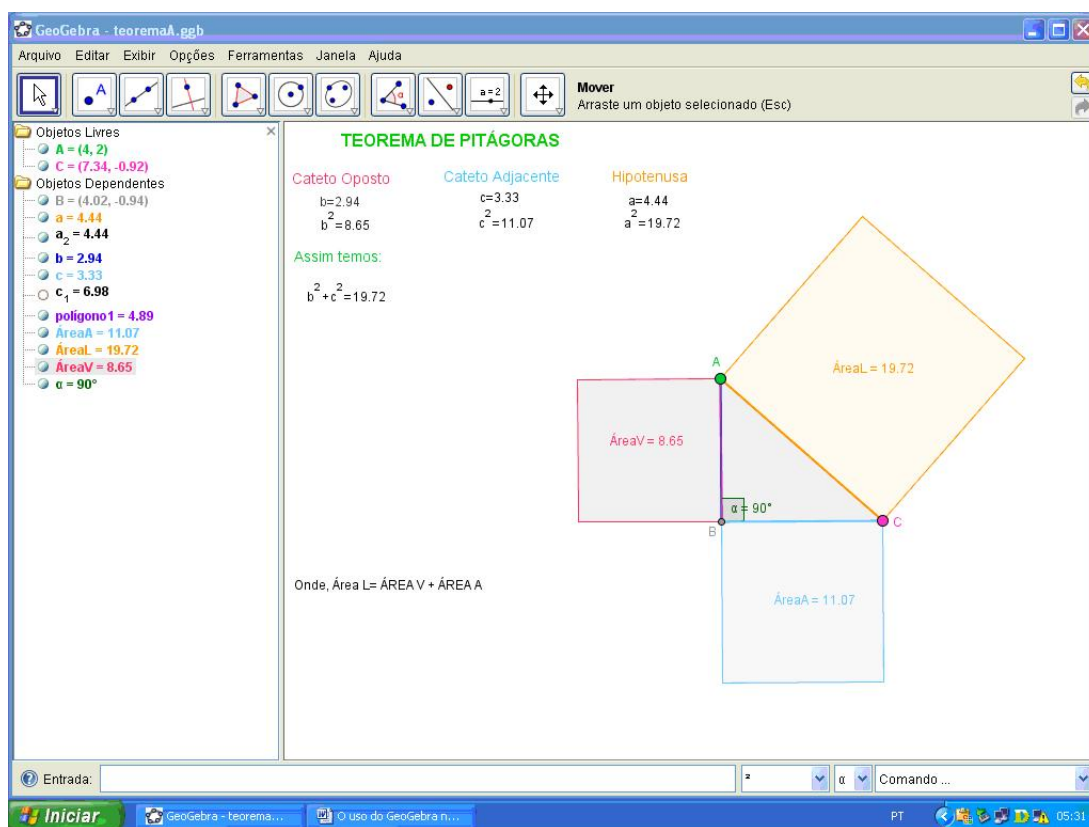 GeoGebra - teoremaA.ggb
Arquivo Editar Exibir Opções Ferramentas Janela Ajuda
A
a=2
Mover
Arraste um objeto selecionado (Esc)
Objetos Livres
A = (4, 2)
C = (7.34, -0.92)
Objetos Dependentes
B = (4.02, -0.94)
a = 4.44
a₂ = 4.44
b = 2.94
c = 3.33
c₁ = 6.98
polígono1 = 4.89
ÁreaA = 11.07
ÁreaL = 19.72
ÁreaV = 8.65
α = 90°
TEOREMA DE PITÁGORAS
Cateto Oposto Cateto Adjacente Hipotenusa
b=2.94 c=3.33 a=4.44
b²=8.65 c²=11.07 a²=19.72
Assim temos:
b²+c²=19.72
A
ÁreaL = 19.72
ÁreaV = 8.65
α = 90°
B
C
Onde, Área L= ÁREA V + ÁREA A
ÁreaA = 11.07
Entrada: ² α Comando ...
Iniciar GeoGebra - teorema... O uso do GeoGebra n... PT 05:31